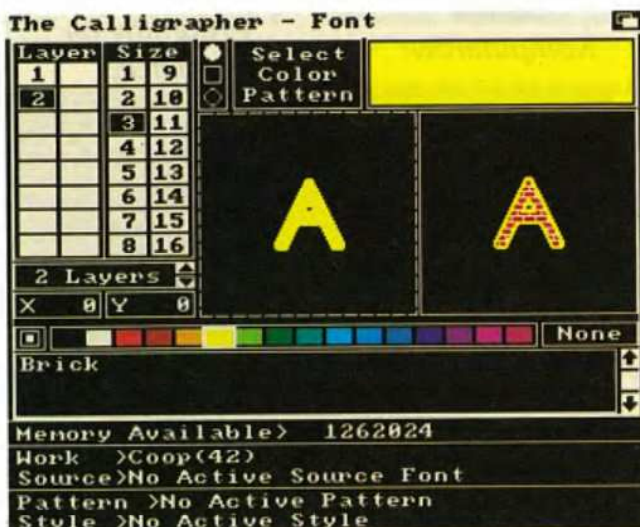 The Calligrapher - Font
Layer Size
1 1 9
2 2 10
3 11
4 12
5 13
6 14
7 15
8 16
Select
Color
Pattern
A A
2 Layers
X 0 Y 0
None
Brick
Memory Available> 1262024
Work >Coop(42)
Source>No Active Source Font
Pattern >No Active Pattern
Style >No Active Style